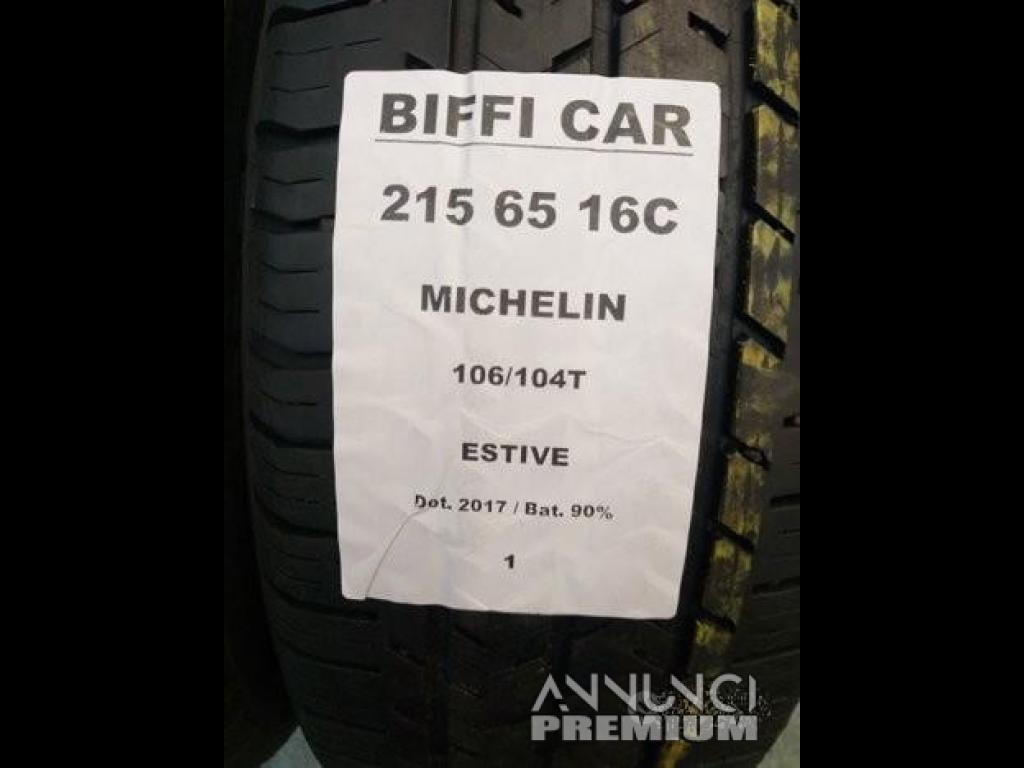 BIFFI CAR
215 65 16C
MICHELIN
106/104T
ESTIVE
Dot. 2017 / Bat. 90%
1
ANNUNCI
PREMIUM